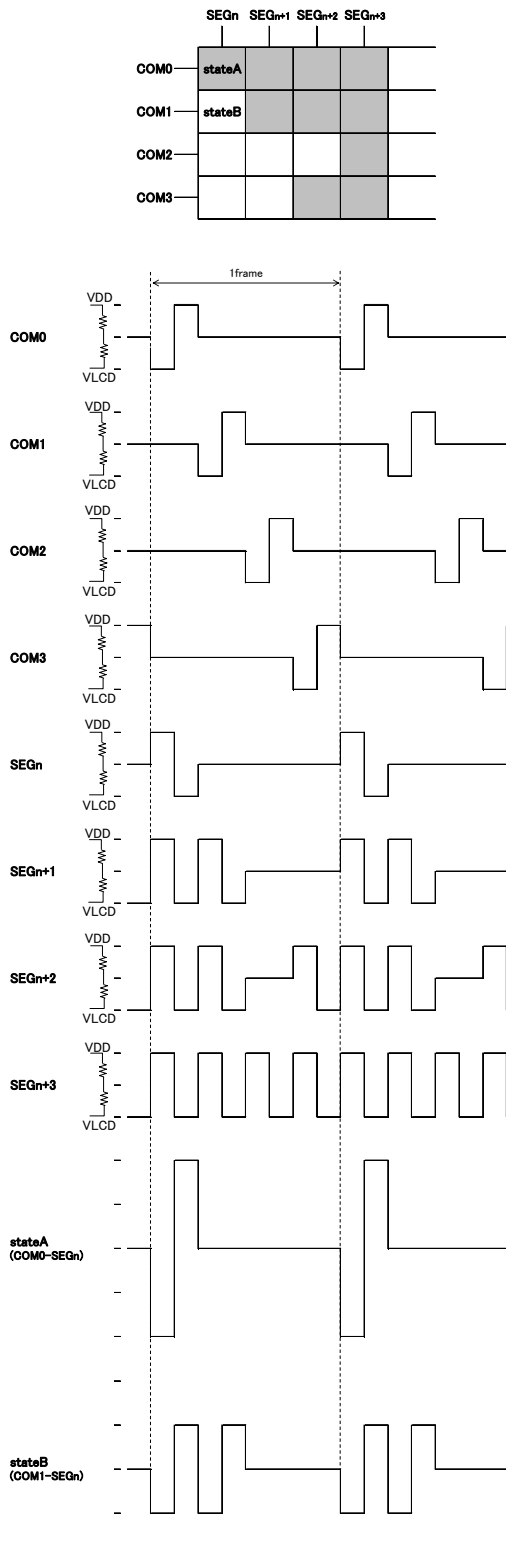 SEGn SEGn+1 SEGn+2 SEGn+3
COM0 stateA
COM1 stateB
COM2
COM3
1frame
VDD
COM0
VLCD
VDD
COM1
VLCD
VDD
COM2
VLCD
VDD
COM3
VLCD
VDD
SEGn
VLCD
VDD
SEGn+1
VLCD
VDD
SEGn+2
VLCD
VDD
SEGn+3
VLCD
stateA
(COM0-SEGn)
stateB
(COM1-SEGn)